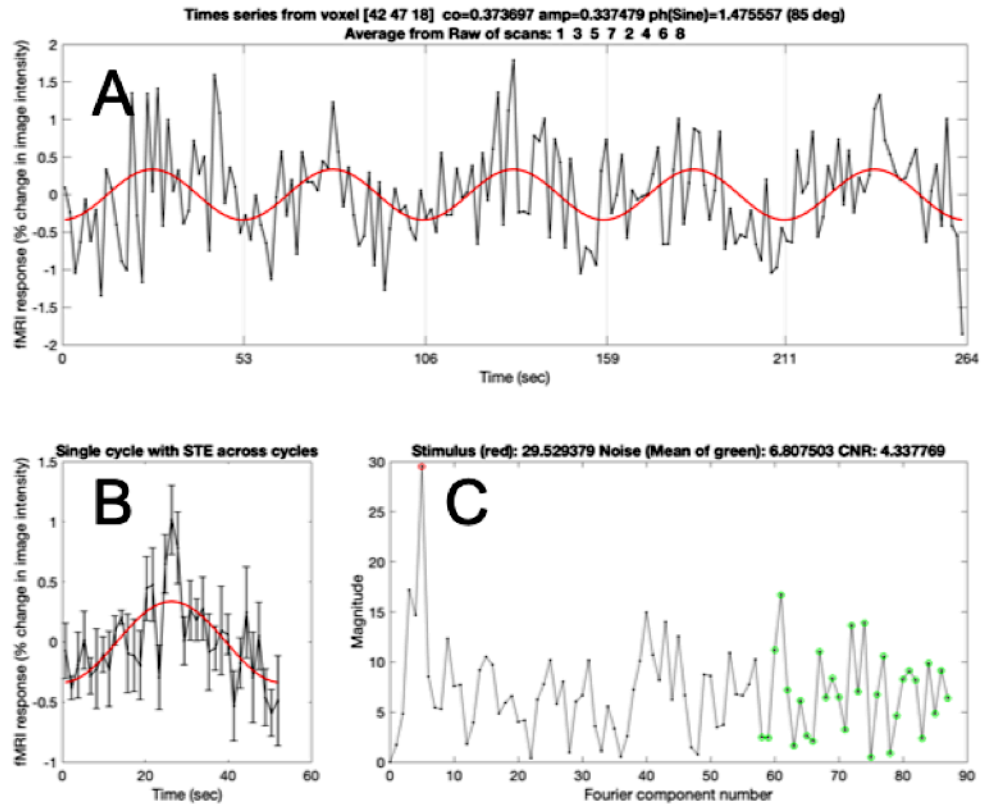 Times series from voxel [42 47 18] co=0.373697 amp=0.337479 ph(Sine)=1.475557 (85 deg)
Average from Raw of scans: 1 3 5 7 2 4 6 8
A
fMRI response (% change in image intensity)
2
1.5
1
0.5
0
-0.5
-1
-1.5
-2
0 53 106 159 211 264
Time (sec)
Single cycle with STE across cycles
B
fMRI response (% change in image intensity)
1.5
1
0.5
0
-0.5
-1
0 20 40 60
Time (sec)
Stimulus (red): 29.529379 Noise (Mean of green): 6.807503 CNR: 4.337769
C
Magnitude
30
25
20
15
10
5
0
0 10 20 30 40 50 60 70 80 90
Fourier component number